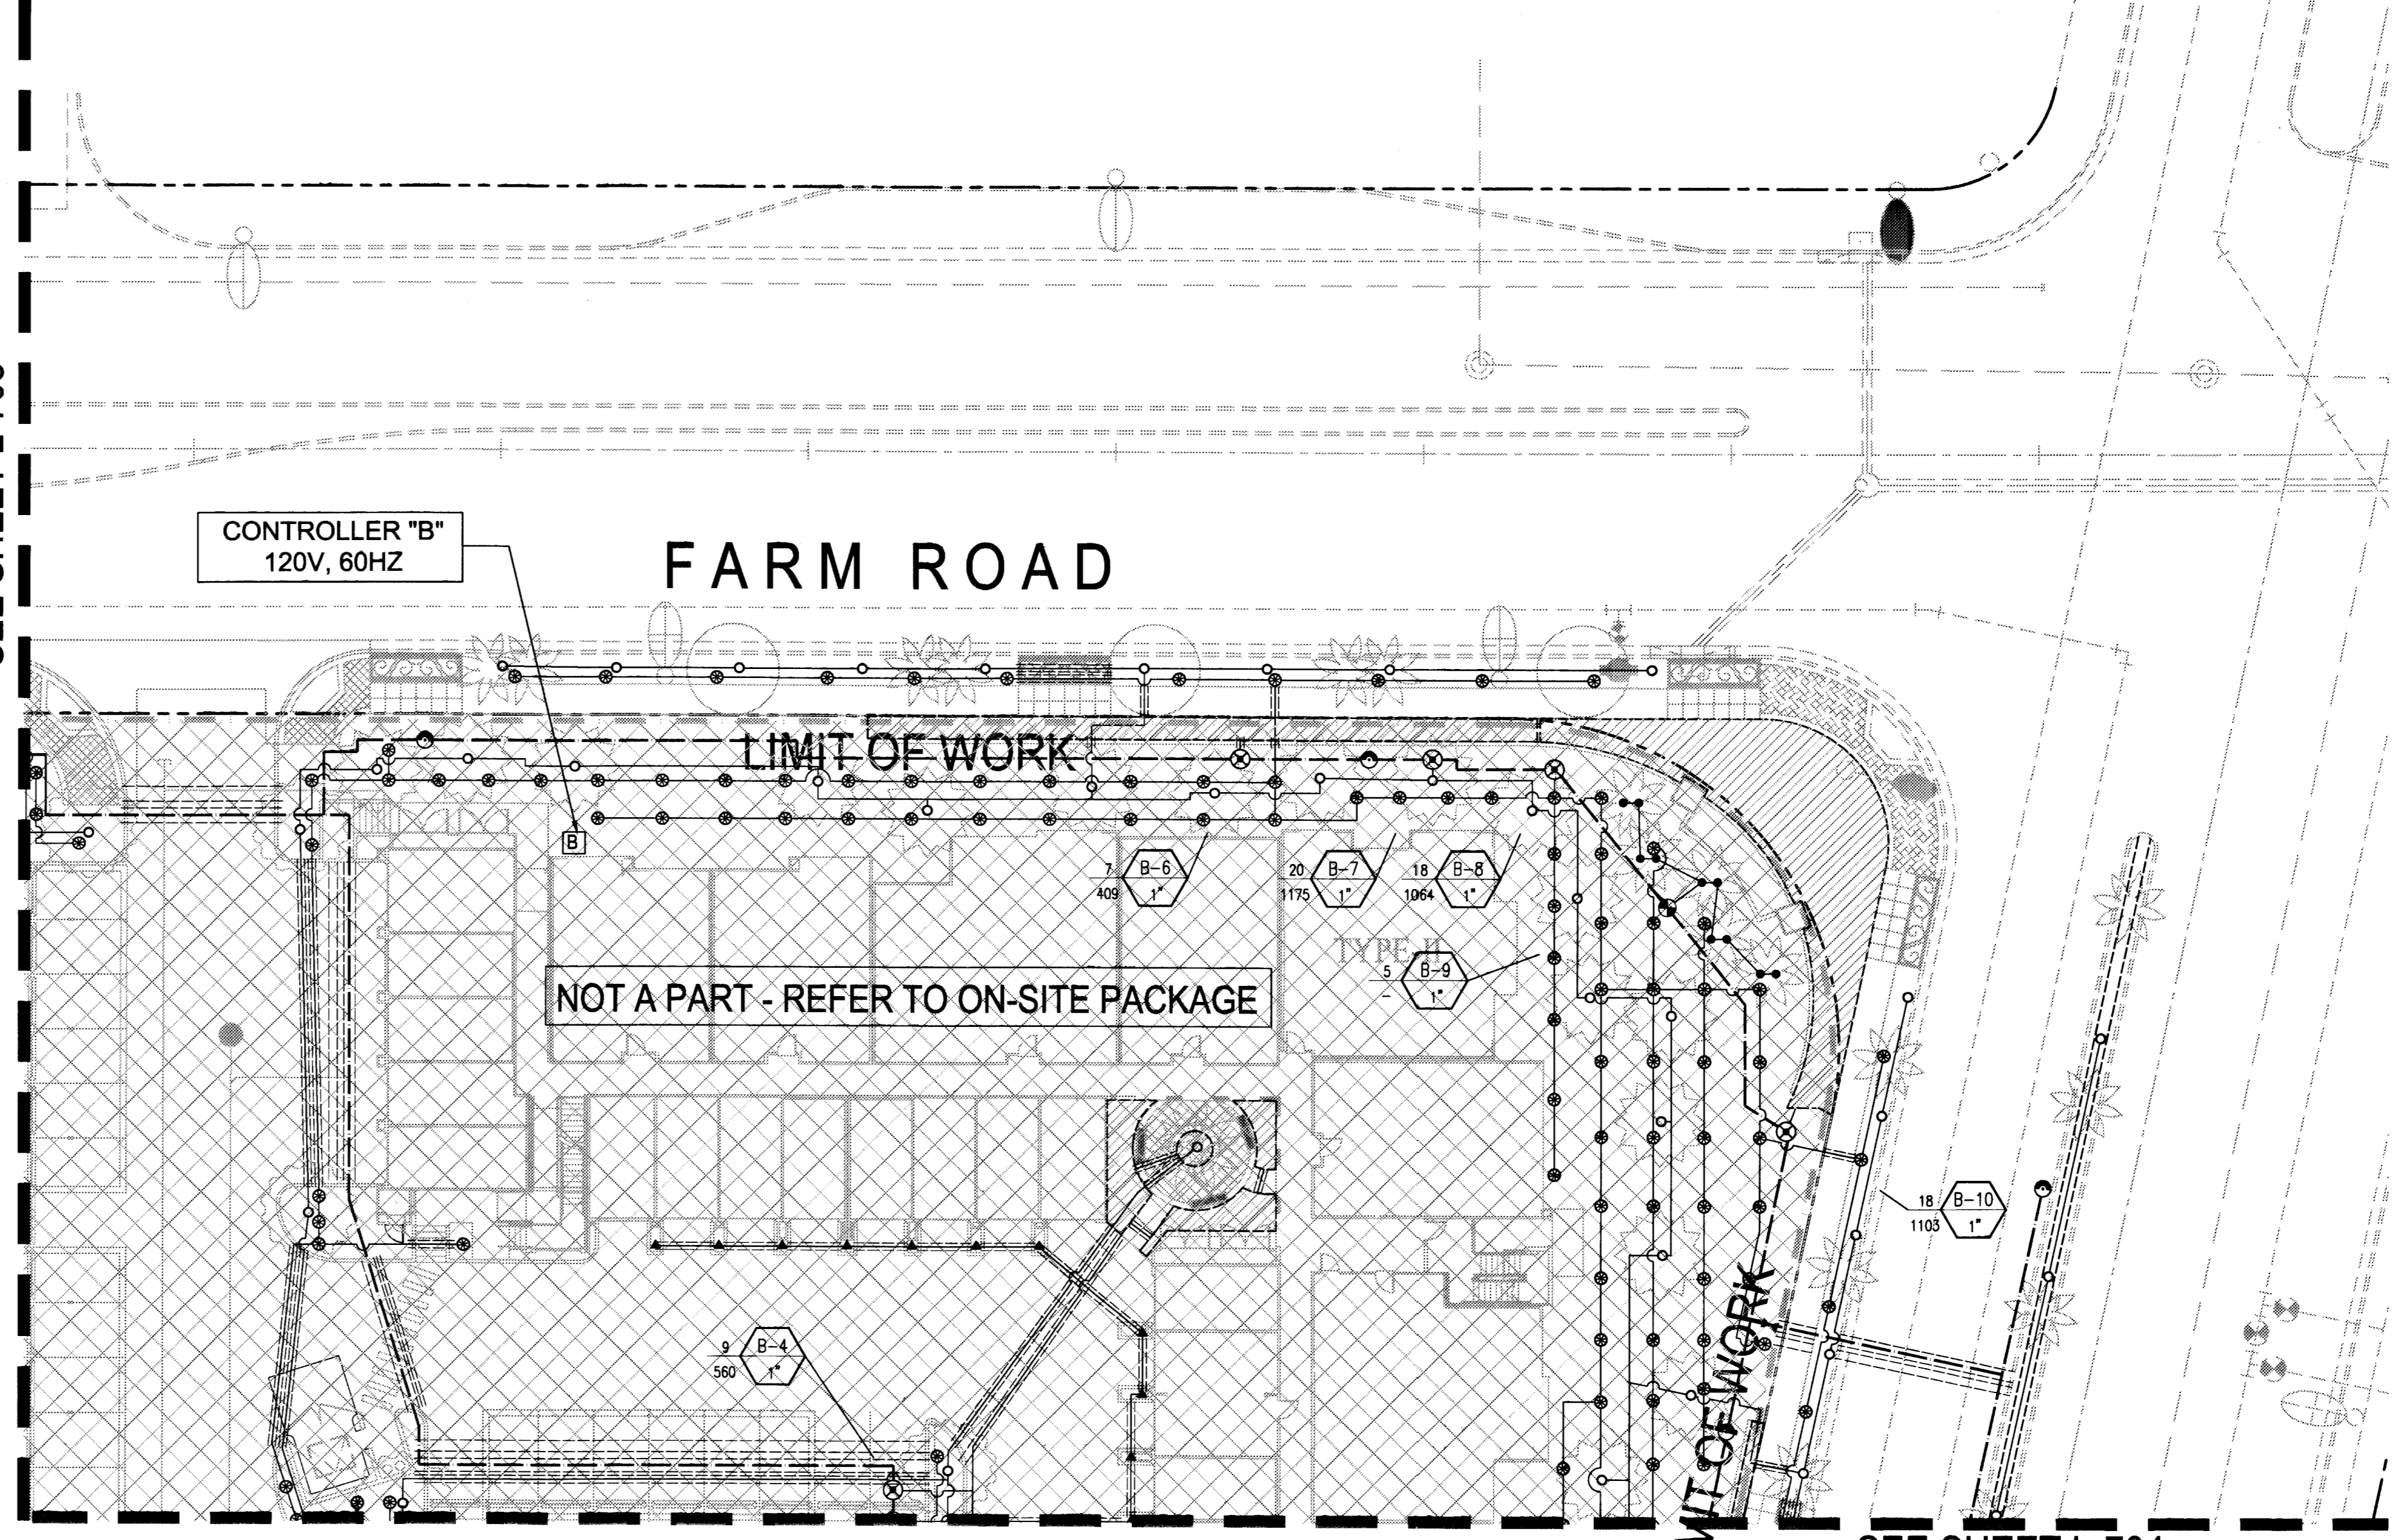 CONTROLLER "B"
120V, 60HZ
FARM ROAD
LIMIT OF WORK
B
7
409
B-6
1"
20
1175
B-7
1"
18
1064
B-8
1"
TYPE II
5
-
B-9
1"
NOT A PART - REFER TO ON-SITE PACKAGE
18
1103
B-10
1"
9
560
B-4
1"
LIMIT OF WORK